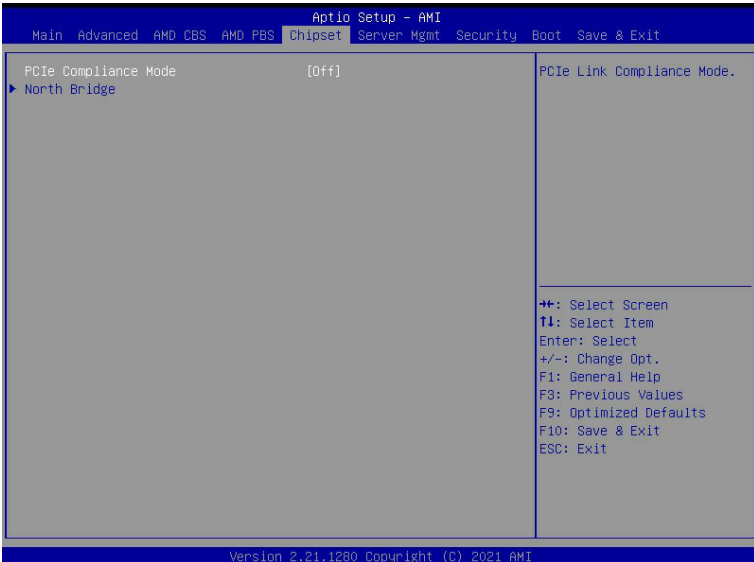 Aptio Setup - AMI
Main Advanced AMD CBS AMD PBS Chipset Server Mgmt Security Boot Save & Exit
PCIe Compliance Mode [Off]
North Bridge
PCIe Link Compliance Mode.
→←: Select Screen
↑↓: Select Item
Enter: Select
+/-: Change Opt.
F1: General Help
F3: Previous Values
F9: Optimized Defaults
F10: Save & Exit
ESC: Exit
Version 2.21.1280 Copyright (C) 2021 AMI